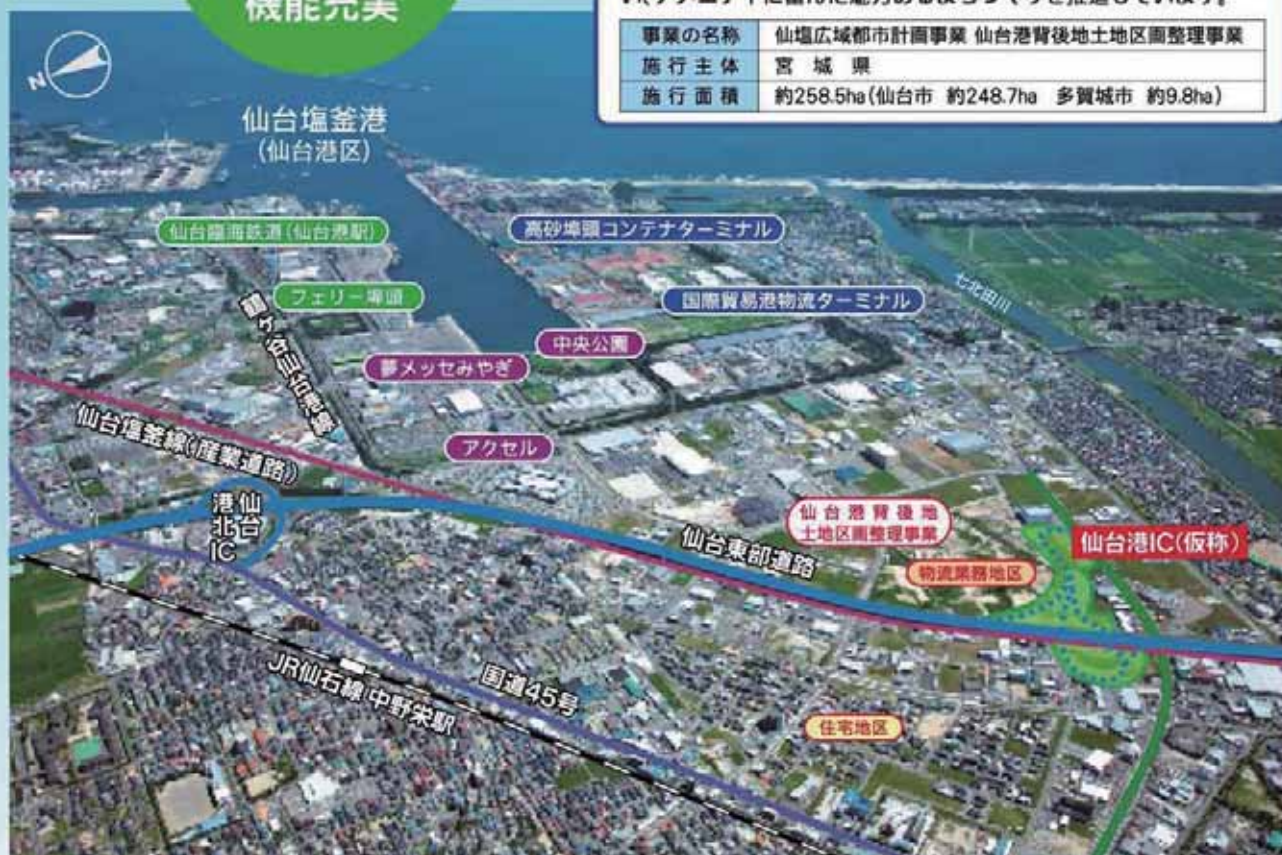 機能充実
事業の名称 仙塩広域都市計画事業 仙台港背後地土地区画整理事業
施行主体 宮城県
施行面積 約258.5ha(仙台市 約248.7ha 多賀城市 約9.8ha)
N
仙台塩釜港
(仙台港区)
仙台臨海鉄道(仙台港駅)
高砂埠頭コンテナターミナル
フェリー埠頭
国際貿易港物流ターミナル
七北田川
中央公園
夢メッセみやぎ
アクセル
仙台塩釜線(産業道路)
仙台
港北IC
仙台東部道路
仙台港背後地
土地区画整理事業
仙台港IC(仮称)
物流業務地区
国道45号
JR仙石線 中野栄駅
住宅地区